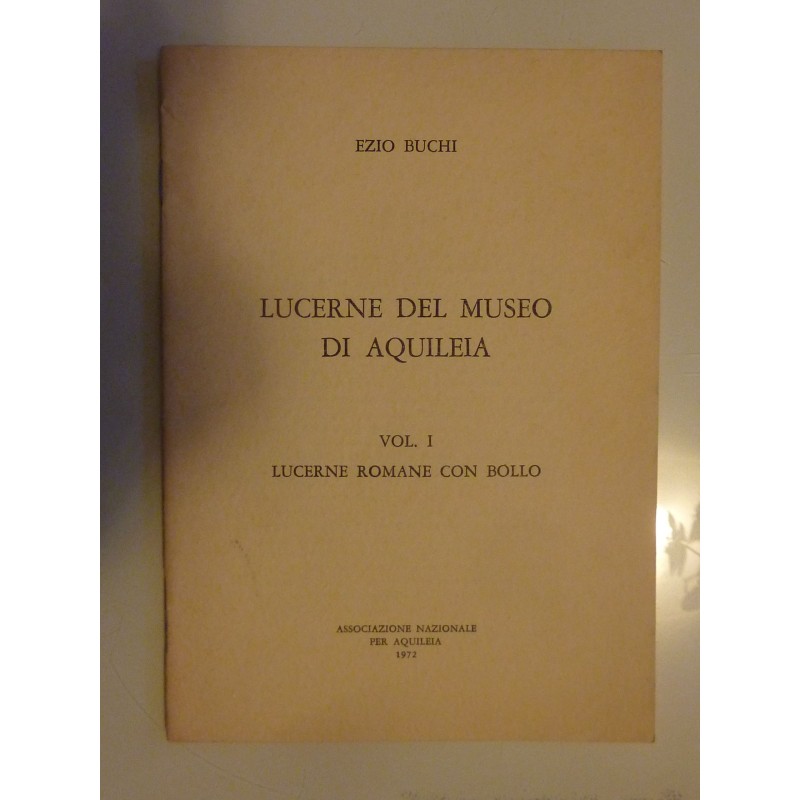 EZIO BUCHI
LUCERNE DEL MUSEO
DI AQUILEIA
VOL. I
LUCERNE ROMANE CON BOLLO
ASSOCIAZIONE NAZIONALE
PER AQUILEIA
1972